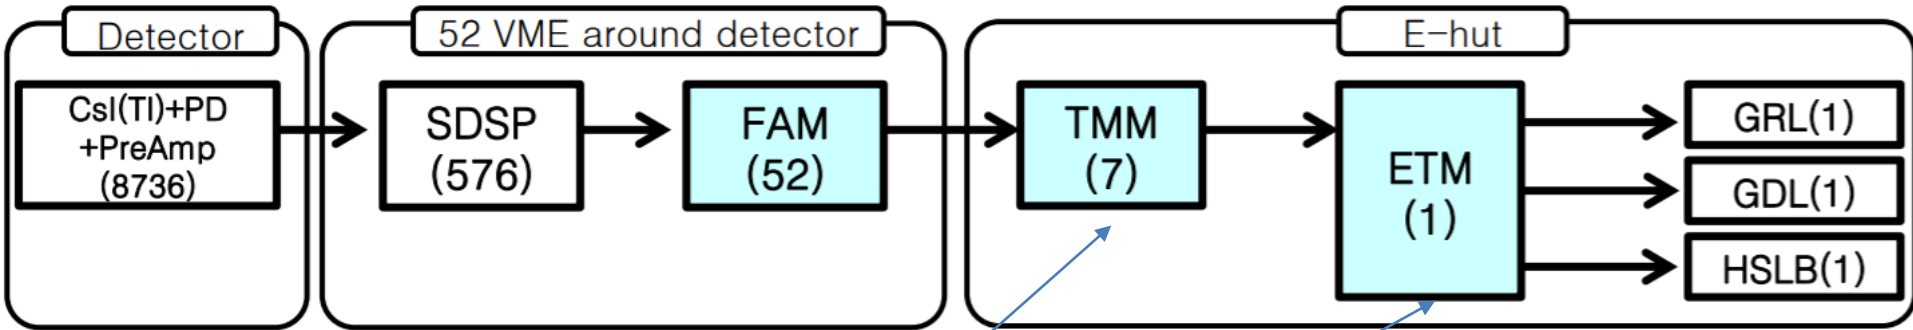 Detector
52 VME around detector
E-hut
CsI(Tl)+PD
+PreAmp
(8736)
SDSP
(576)
FAM
(52)
TMM
(7)
ETM
(1)
GRL(1)
GDL(1)
HSLB(1)